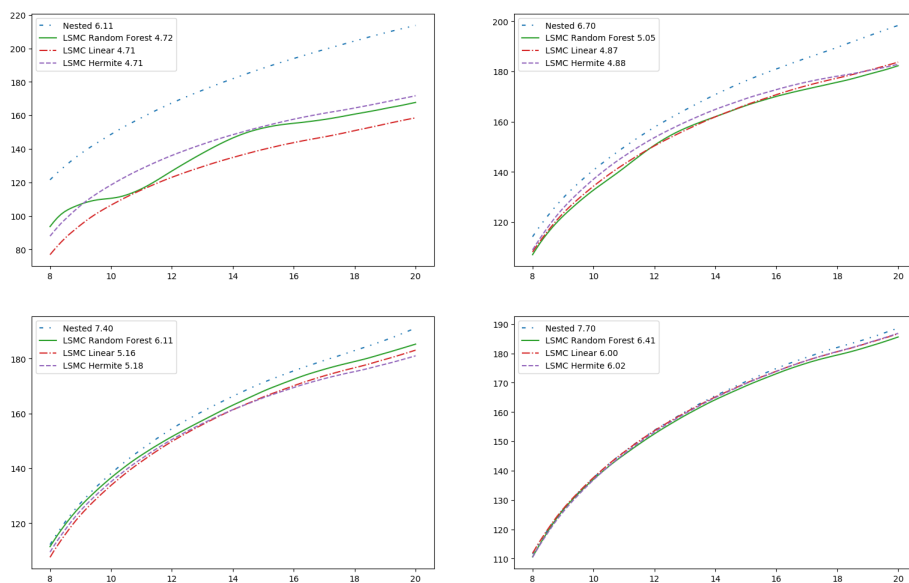 Nested 6.11
LSMC Random Forest 4.72
LSMC Linear 4.71
LSMC Hermite 4.71
220
200
180
160
140
120
100
80
8 10 12 14 16 18 20
Nested 6.70
LSMC Random Forest 5.05
LSMC Linear 4.87
LSMC Hermite 4.88
200
180
160
140
120
8 10 12 14 16 18 20
Nested 7.40
LSMC Random Forest 6.11
LSMC Linear 5.16
LSMC Hermite 5.18
180
160
140
120
8 10 12 14 16 18 20
Nested 7.70
LSMC Random Forest 6.41
LSMC Linear 6.00
LSMC Hermite 6.02
190
180
170
160
150
140
130
120
110
8 10 12 14 16 18 20